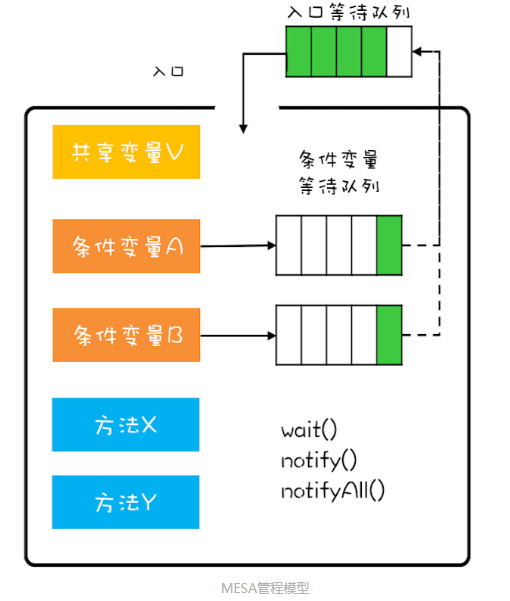 入口等待队列
入口
共享变量V
条件变量
等待队列
条件变量A
条件变量B
方法X
wait()
notify()
notifyAll()
方法Y
MESA管程模型